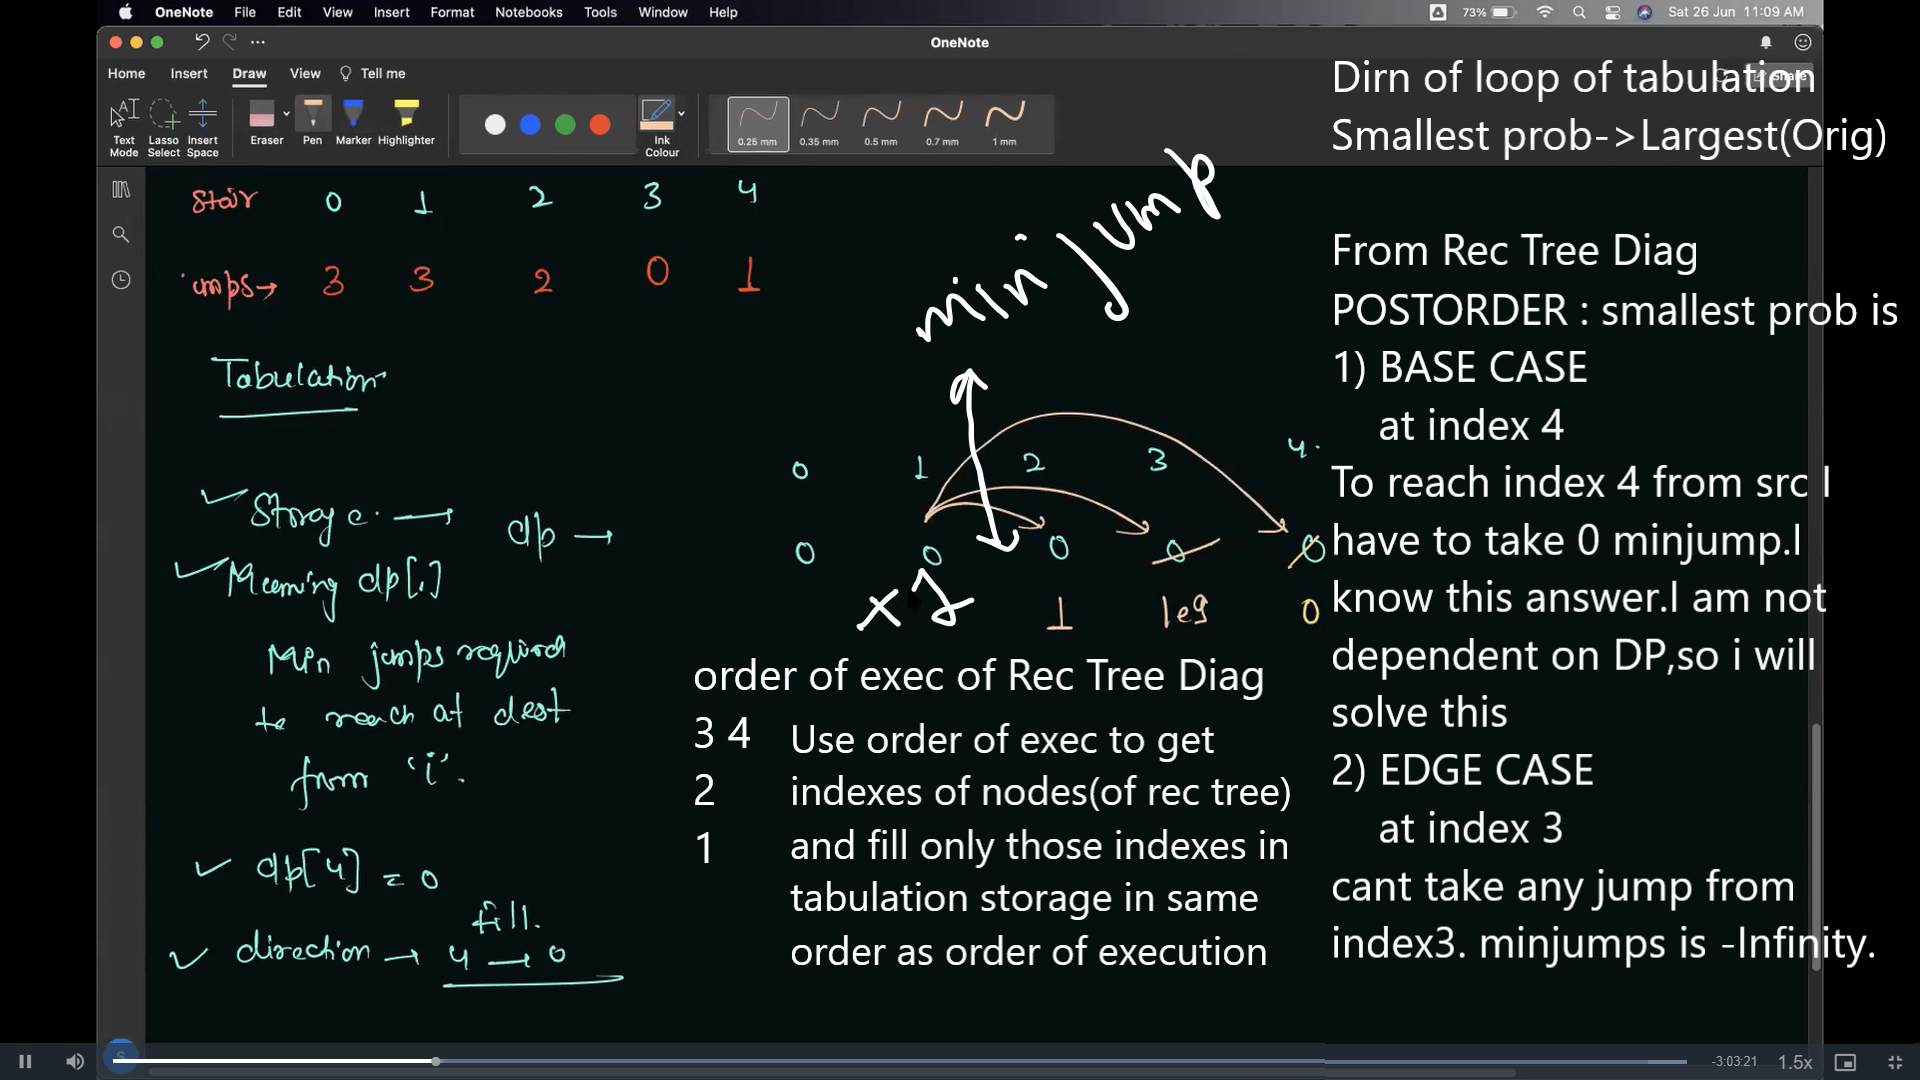 OneNote File Edit View Insert Format Notebooks Tools Window Help 73% Sat 26 Jun 11:09 AM
OneNote
Home Insert Draw View Tell me Share
Text Mode Lasso Select Insert Space Eraser Pen Marker Highlighter Ink Colour 0.25 mm 0.35 mm 0.5 mm 0.7 mm 1 mm
Dirn of loop of tabulation
Smallest prob->Largest(Orig)
stair 0 1 2 3 4
jmps→ 3 3 2 0 1
min jump
Tabulation
Storage → dp →
Meaning dp[i]
Min jumps required
to reach at dest
from 'i'.
dp[4] = 0
fill.
direction → 4 → 0
0 1 2 3 4
0 0 0 0 0
x 1 1 leg 0
order of exec of Rec Tree Diag
3 4
2
1
Use order of exec to get
indexes of nodes(of rec tree)
and fill only those indexes in
tabulation storage in same
order as order of execution
From Rec Tree Diag
POSTORDER : smallest prob is
1) BASE CASE
at index 4
To reach index 4 from src I
have to take 0 minjump.I
know this answer.I am not
dependent on DP,so i will
solve this
2) EDGE CASE
at index 3
cant take any jump from
index3. minjumps is -Infinity.
-3:03:21 1.5x